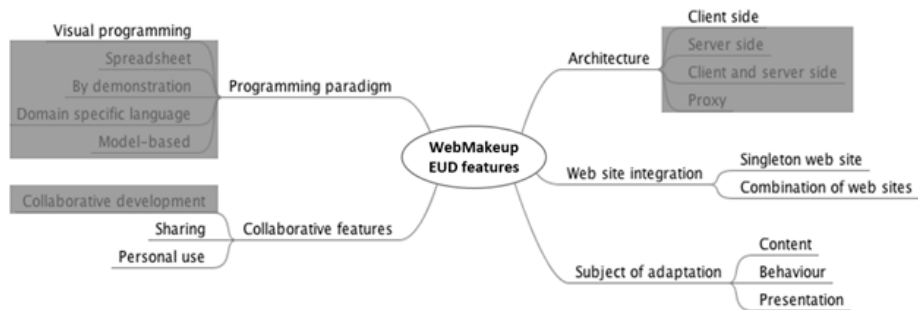 Visual programming
Spreadsheet
By demonstration
Domain specific language
Model-based
Programming paradigm
Collaborative development
Sharing
Personal use
Collaborative features
WebMakeup
EUD features
Architecture
Client side
Server side
Client and server side
Proxy
Web site integration
Singleton web site
Combination of web sites
Subject of adaptation
Content
Behaviour
Presentation